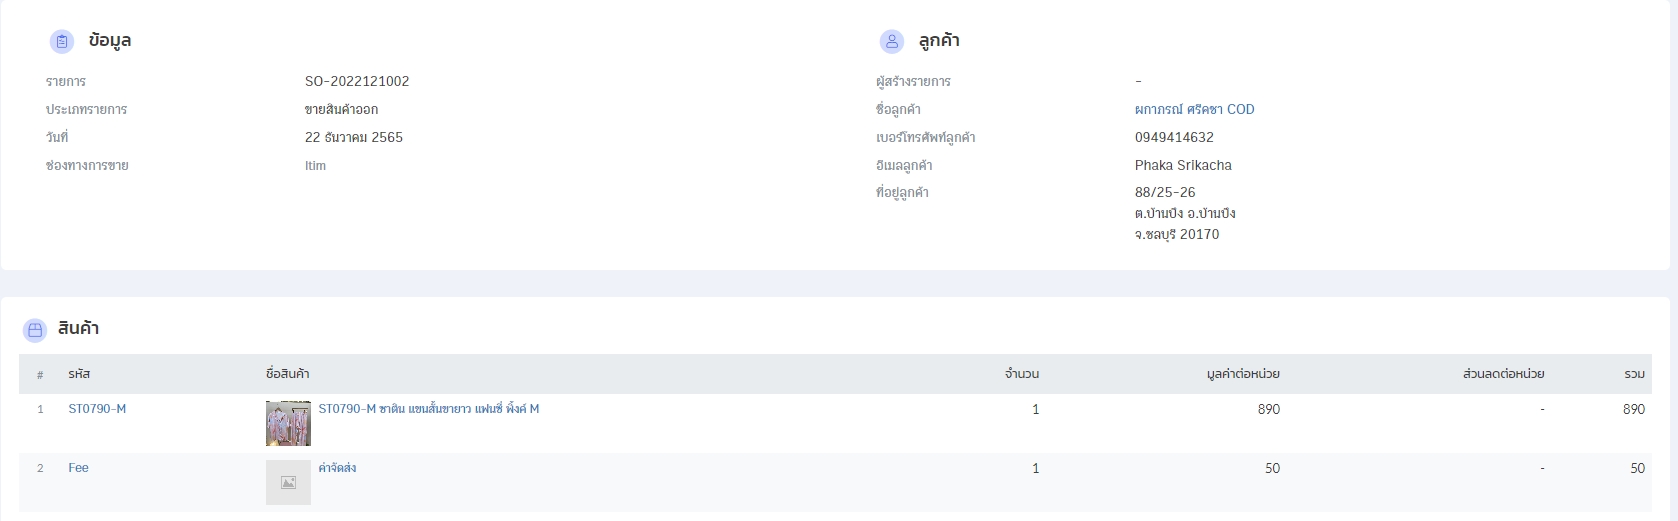 ข้อมูล
รายการ SO-2022121002
ประเภทรายการ ขายสินค้าออก
วันที่ 22 ธันวาคม 2565
ช่องทางการขาย Itim
ลูกค้า
ผู้สร้างรายการ -
ชื่อลูกค้า ผกาภรณ์ ศรีคชา COD
เบอร์โทรศัพท์ลูกค้า 0949414632
อีเมลลูกค้า Phaka Srikacha
ที่อยู่ลูกค้า 88/25-26
ต.บ้านบึง อ.บ้านบึง
จ.ชลบุรี 20170
สินค้า
# รหัส ชื่อสินค้า จำนวน มูลค่าต่อหน่วย ส่วนลดต่อหน่วย รวม
1 ST0790-M ST0790-M ซาติน แขนสั้นขายาว แฟนซี พิ้งค์ M 1 890 - 890
2 Fee ค่าจัดส่ง 1 50 - 50